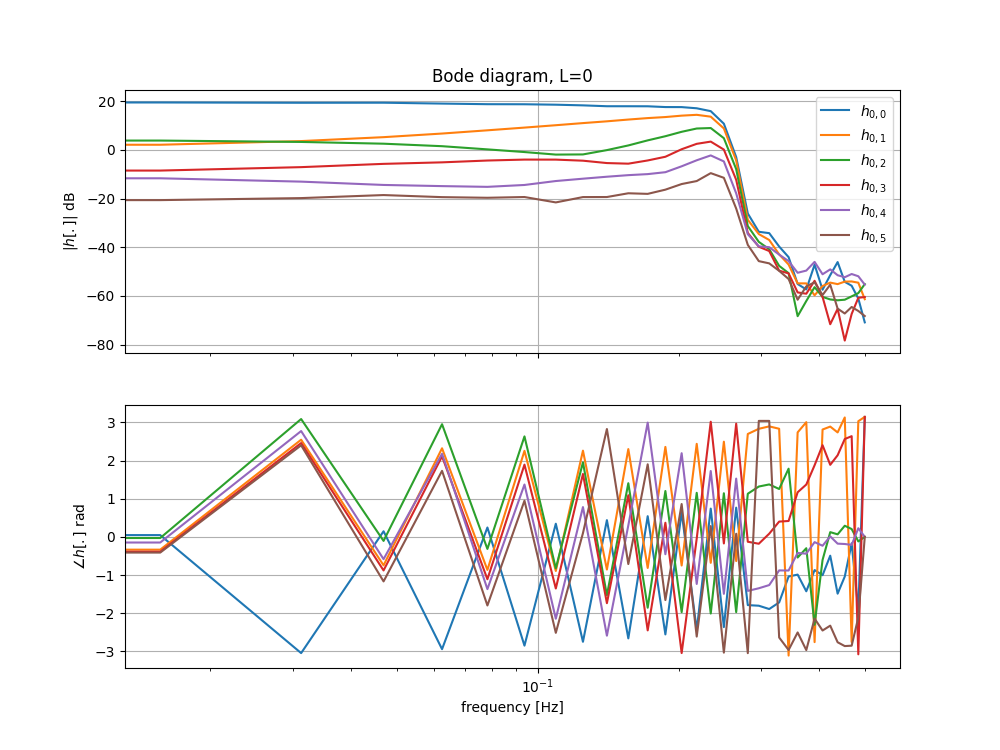 Bode diagram, L=0
|h[.]| dB
20
0
−20
−40
−60
−80
h0,0
h0,1
h0,2
h0,3
h0,4
h0,5
∠h[.] rad
3
2
1
0
−1
−2
−3
10−1
frequency [Hz]